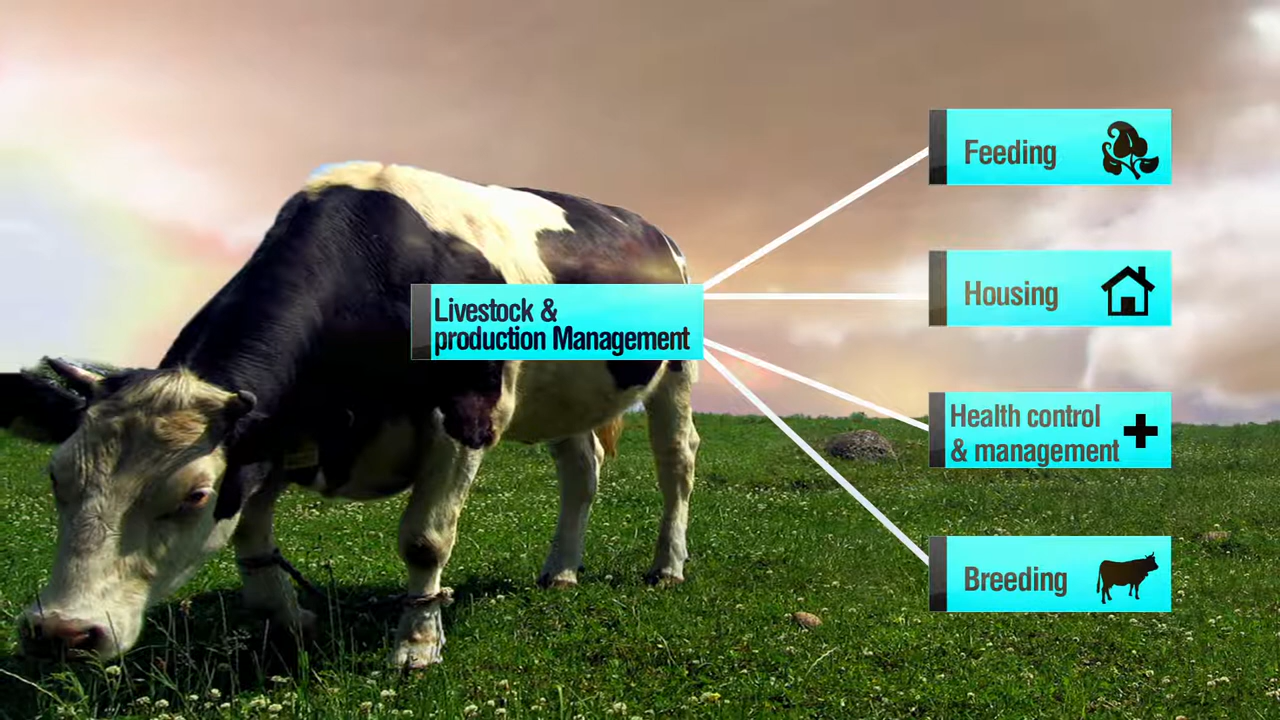 Livestock &
production Management
Feeding
Housing
Health control
& management
Breeding